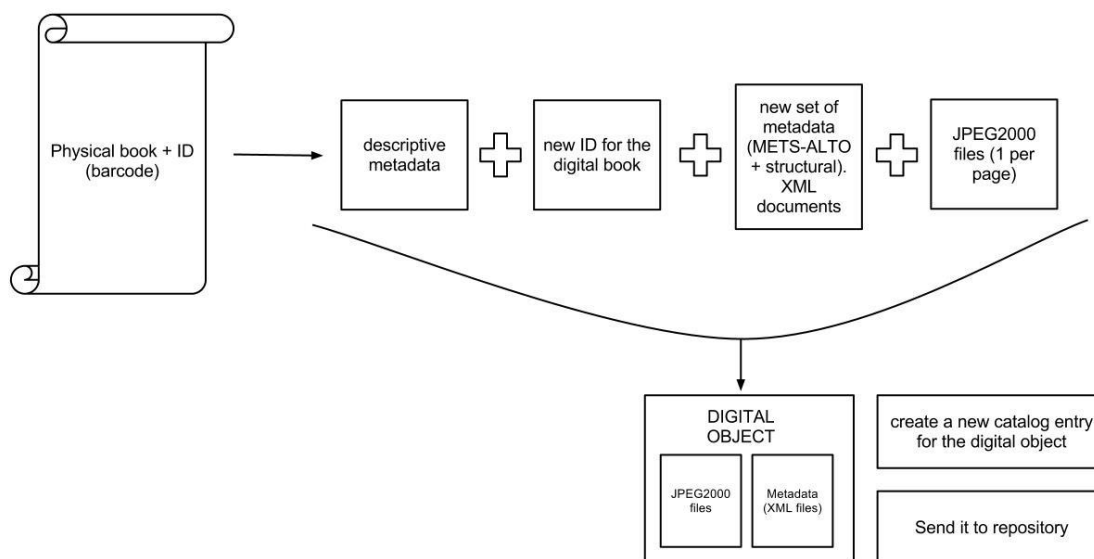 Physical book + ID
(barcode)
descriptive
metadata
new ID for the
digital book
new set of
metadata
(METS-ALTO
+ structural).
XML
documents
JPEG2000
files (1 per
page)
DIGITAL
OBJECT
JPEG2000
files
Metadata
(XML files)
create a new catalog entry
for the digital object
Send it to repository